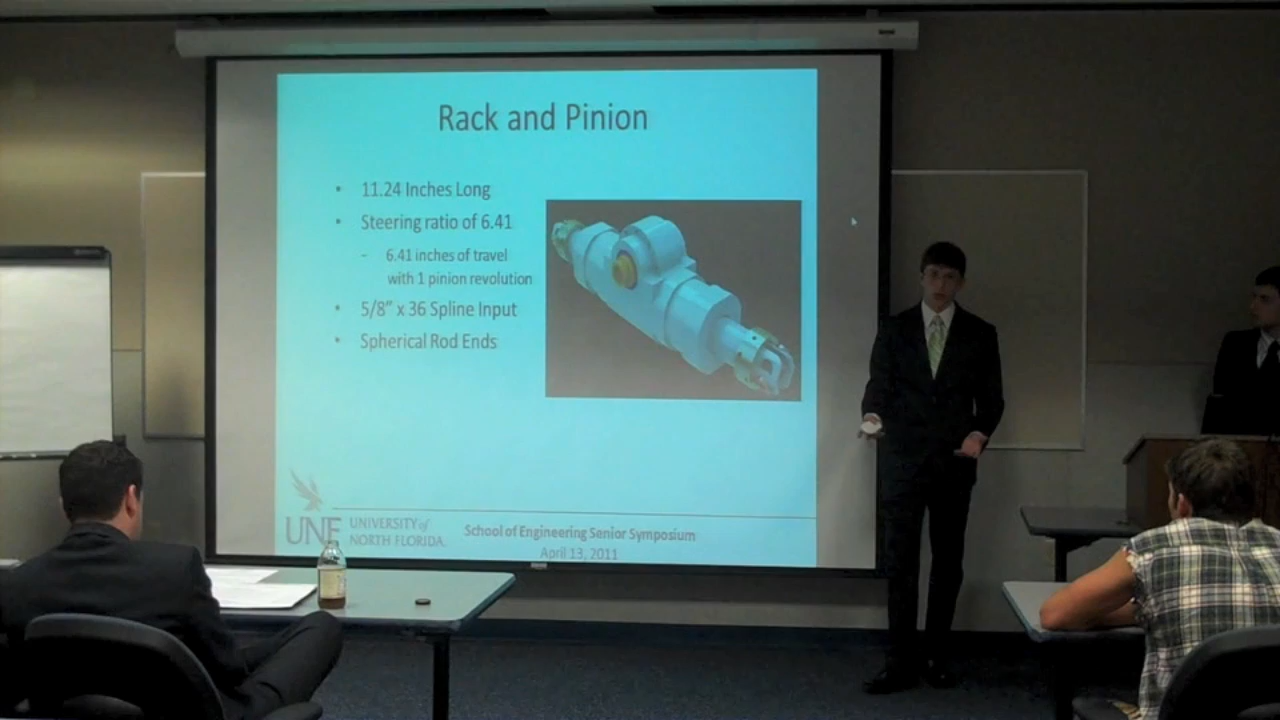 Rack and Pinion
• 11.24 Inches Long
• Steering ratio of 6.41
- 6.41 inches of travel
with 1 pinion revolution
• 5/8" x 36 Spline Input
• Spherical Rod Ends
UNF
UNIVERSITY of
NORTH FLORIDA.
School of Engineering Senior Symposium
April 13, 2011